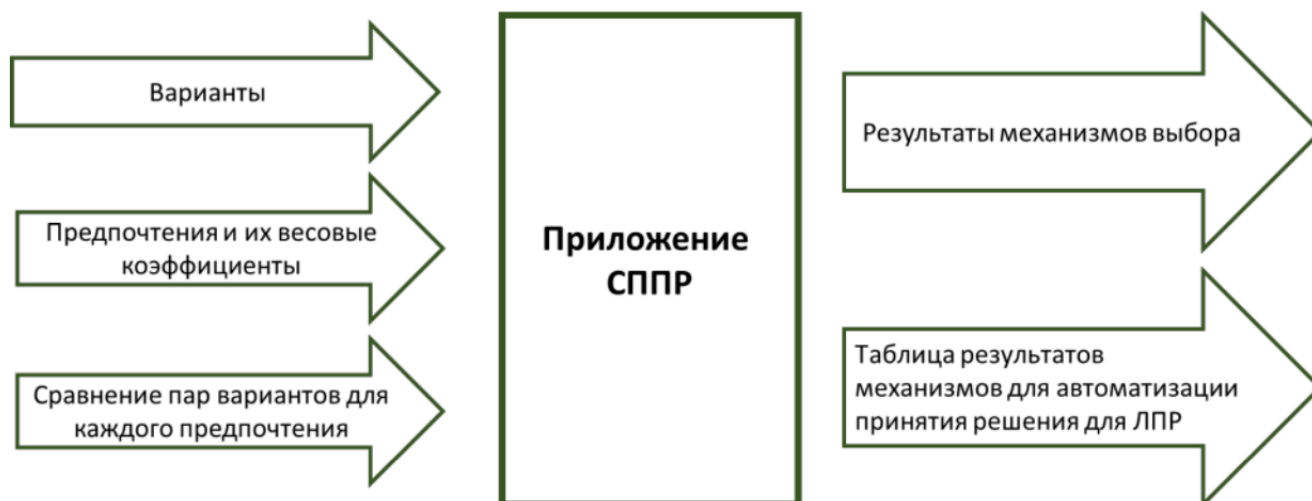 Варианты
Предпочтения и их весовые
коэффициенты
Сравнение пар вариантов для
каждого предпочтения
Приложение
СППР
Результаты механизмов выбора
Таблица результатов
механизмов для автоматизации
принятия решения для ЛПР